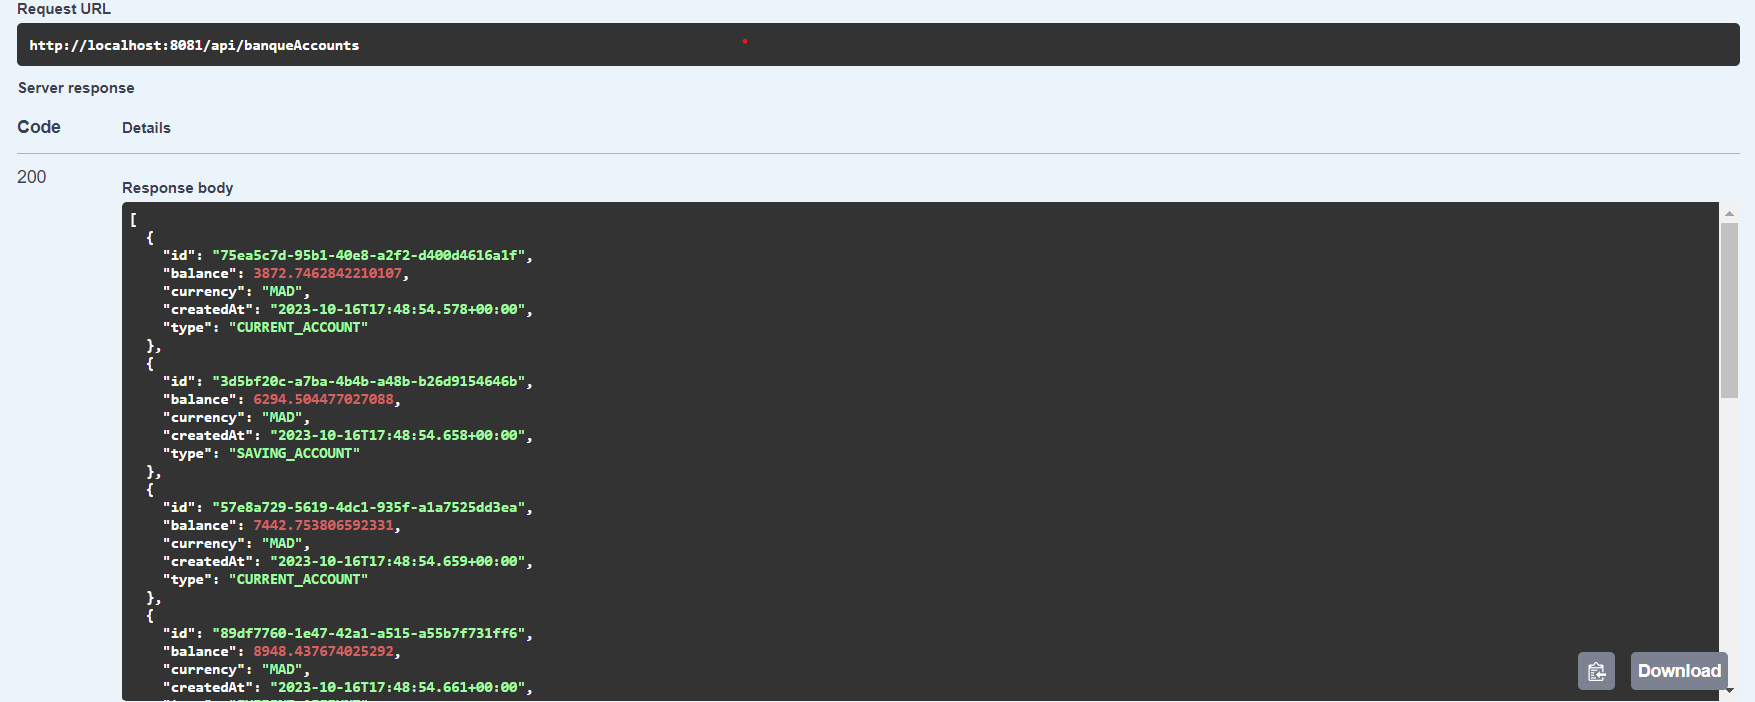 Request URL
http://localhost:8081/api/banqueAccounts
Server response
Code Details
200
Response body
[
{
"id": "75ea5c7d-95b1-40e8-a2f2-d400d4616a1f",
"balance": 3872.7462842210107,
"currency": "MAD",
"createdAt": "2023-10-16T17:48:54.578+00:00",
"type": "CURRENT_ACCOUNT"
},
{
"id": "3d5bf20c-a7ba-4b4b-a48b-b26d9154646b",
"balance": 6294.504477027088,
"currency": "MAD",
"createdAt": "2023-10-16T17:48:54.658+00:00",
"type": "SAVING_ACCOUNT"
},
{
"id": "57e8a729-5619-4dc1-935f-a1a7525dd3ea",
"balance": 7442.753806592331,
"currency": "MAD",
"createdAt": "2023-10-16T17:48:54.659+00:00",
"type": "CURRENT_ACCOUNT"
},
{
"id": "89df7760-1e47-42a1-a515-a55b7f731ff6",
"balance": 8948.437674025292,
"currency": "MAD",
"createdAt": "2023-10-16T17:48:54.661+00:00",
Download